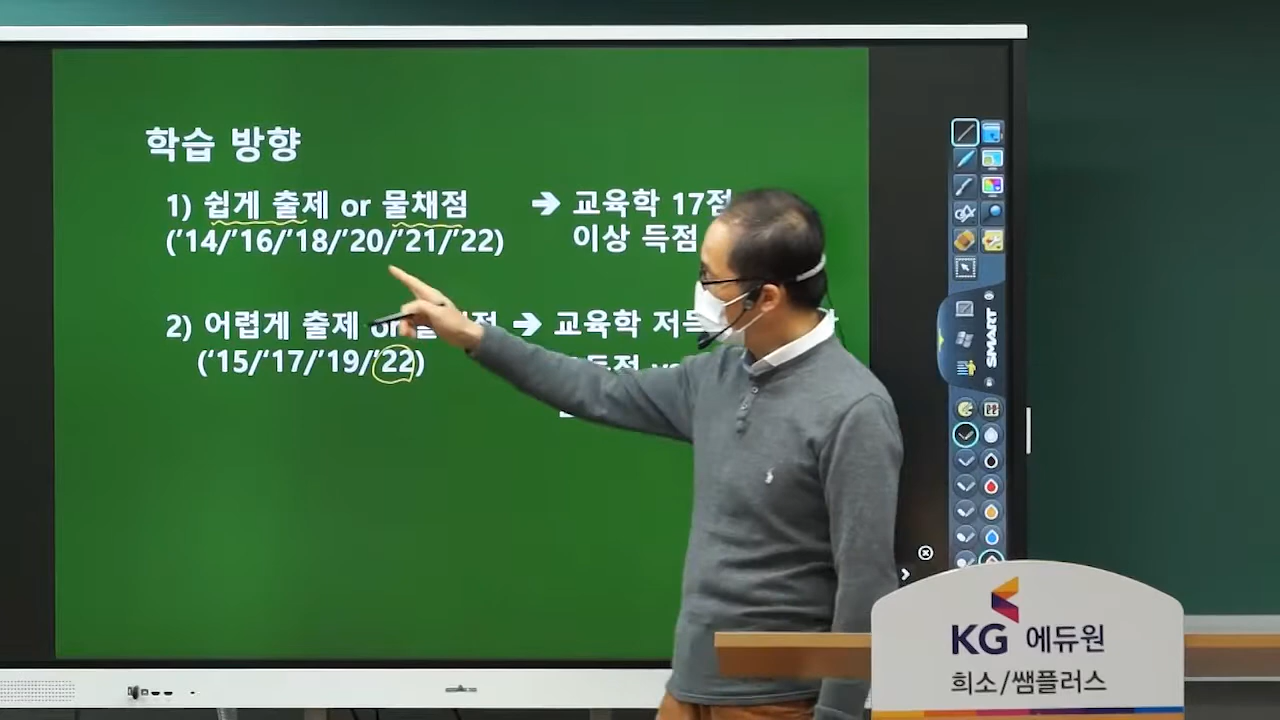 학습 방향
1) 쉽게 출제 or 물채점 → 교육학 17점
('14/'16/'18/'20/'21/'22) 이상 득점
2) 어렵게 출제 or → 교육학
('15/'17/'19/'22)
SMART
KG 에듀원
희소/쌤플러스